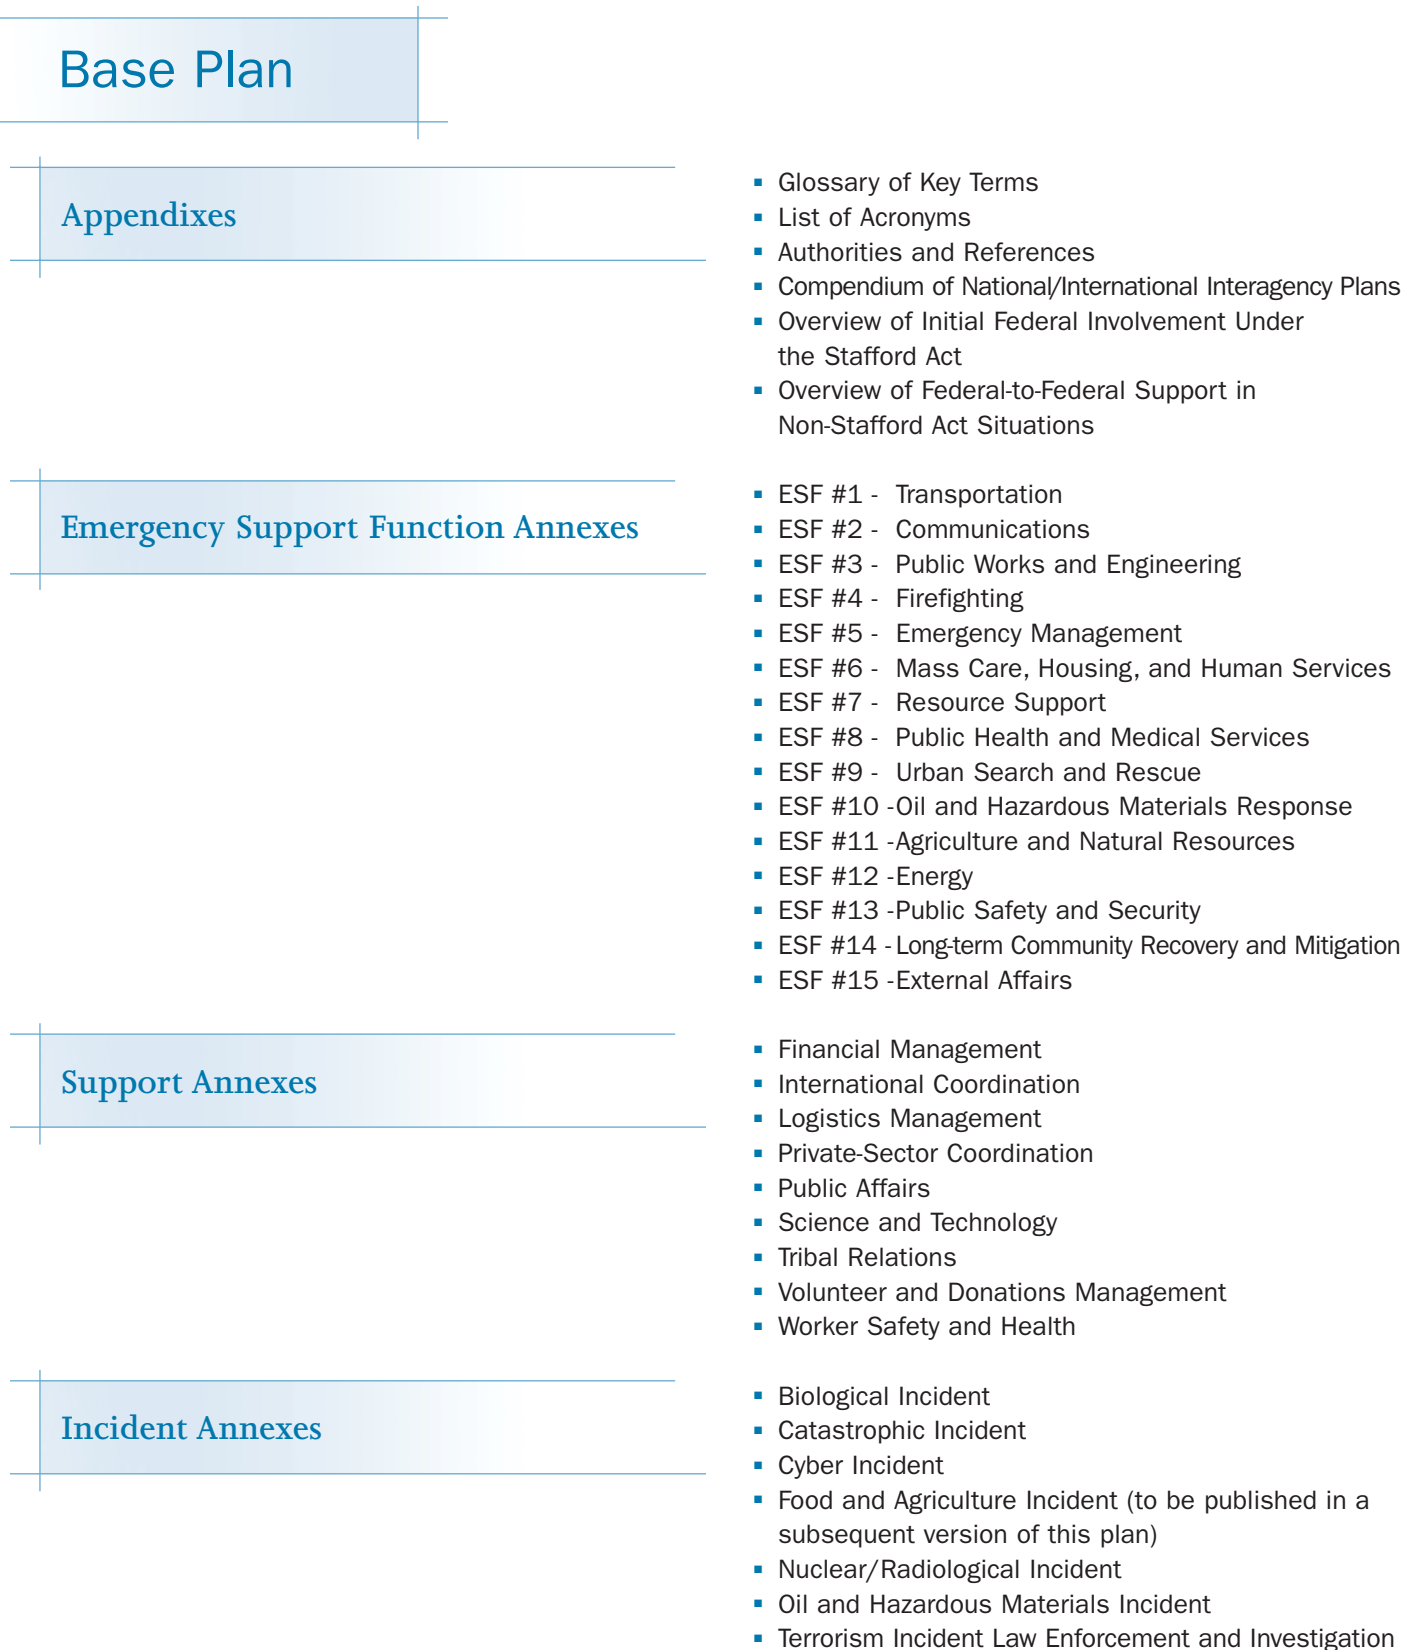 Base Plan
Appendixes
▪ Glossary of Key Terms
▪ List of Acronyms
▪ Authorities and References
▪ Compendium of National/International Interagency Plans
▪ Overview of Initial Federal Involvement Under
the Stafford Act
▪ Overview of Federal-to-Federal Support in
Non-Stafford Act Situations
Emergency Support Function Annexes
▪ ESF #1 - Transportation
▪ ESF #2 - Communications
▪ ESF #3 - Public Works and Engineering
▪ ESF #4 - Firefighting
▪ ESF #5 - Emergency Management
▪ ESF #6 - Mass Care, Housing, and Human Services
▪ ESF #7 - Resource Support
▪ ESF #8 - Public Health and Medical Services
▪ ESF #9 - Urban Search and Rescue
▪ ESF #10 -Oil and Hazardous Materials Response
▪ ESF #11 -Agriculture and Natural Resources
▪ ESF #12 -Energy
▪ ESF #13 -Public Safety and Security
▪ ESF #14 -Long-term Community Recovery and Mitigation
▪ ESF #15 -External Affairs
Support Annexes
▪ Financial Management
▪ International Coordination
▪ Logistics Management
▪ Private-Sector Coordination
▪ Public Affairs
▪ Science and Technology
▪ Tribal Relations
▪ Volunteer and Donations Management
▪ Worker Safety and Health
Incident Annexes
▪ Biological Incident
▪ Catastrophic Incident
▪ Cyber Incident
▪ Food and Agriculture Incident (to be published in a
subsequent version of this plan)
▪ Nuclear/Radiological Incident
▪ Oil and Hazardous Materials Incident
▪ Terrorism Incident Law Enforcement and Investigation